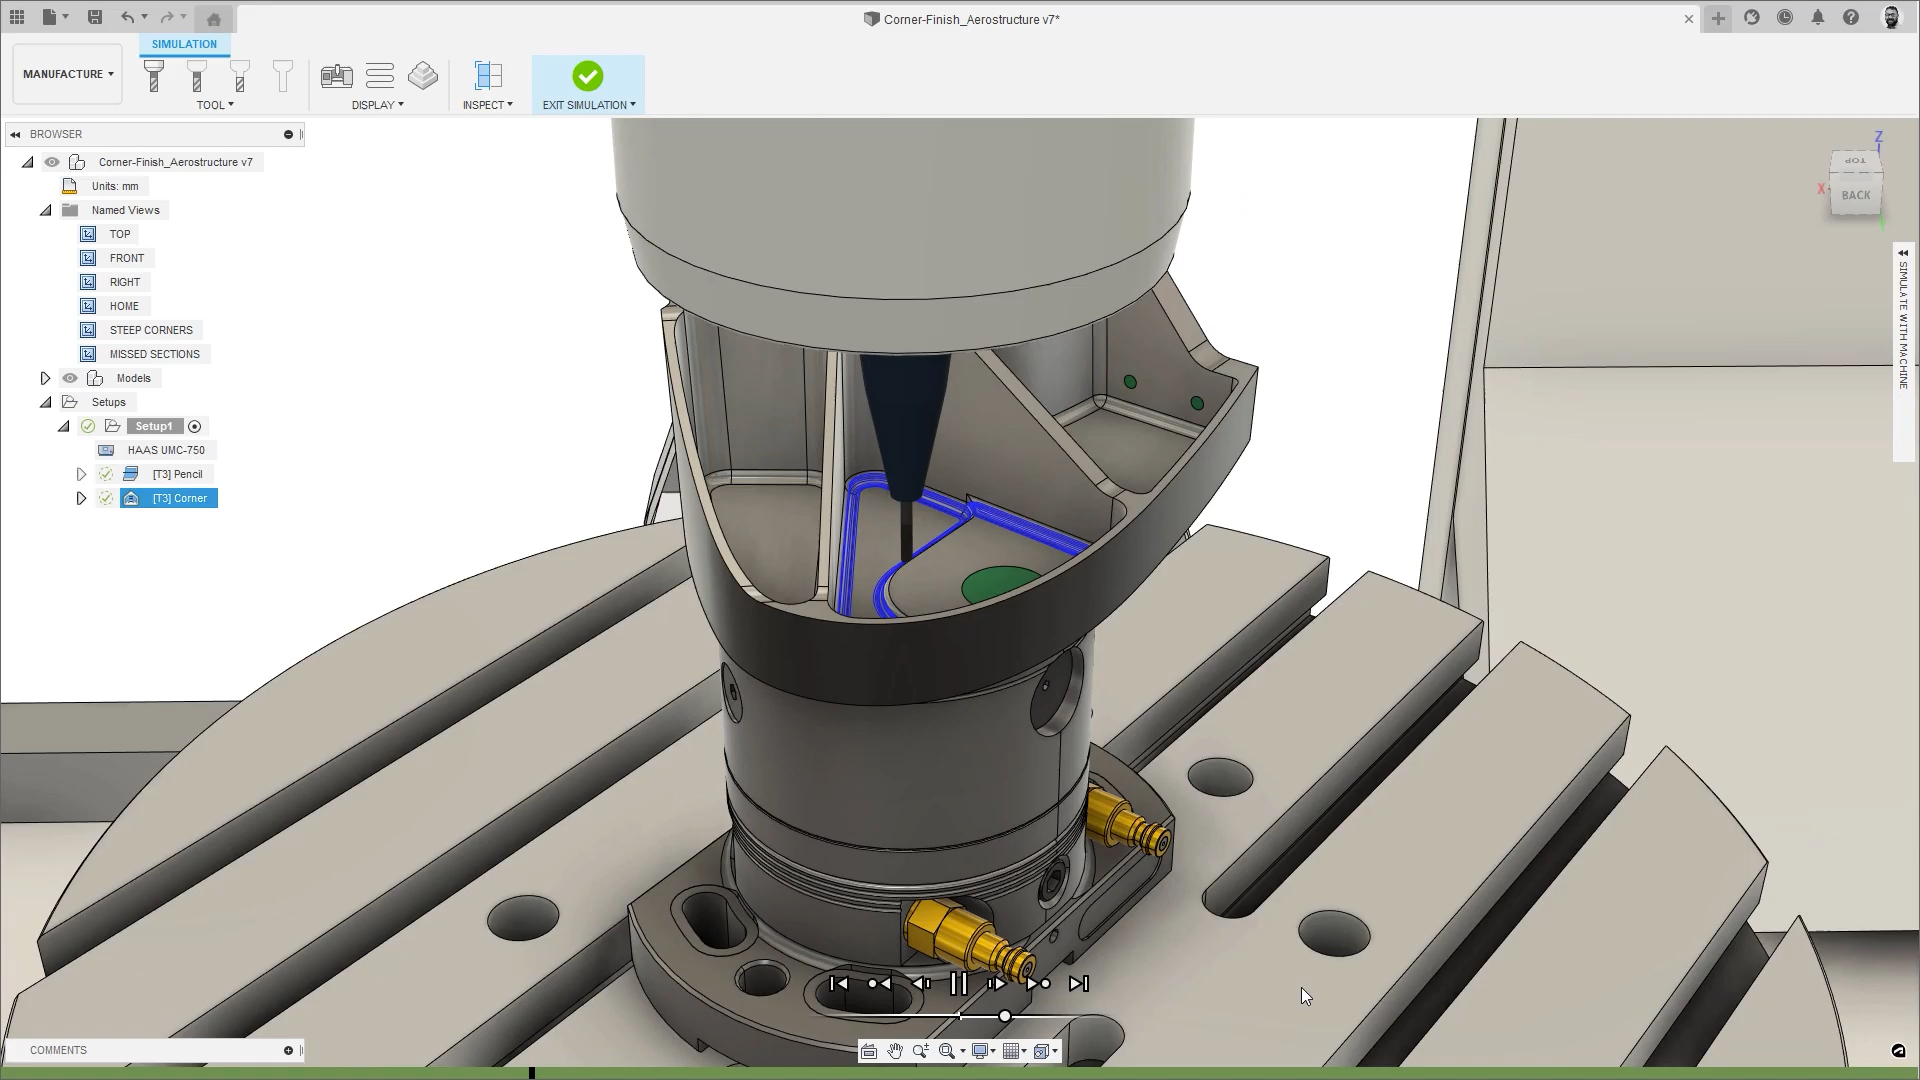 Corner-Finish_Aerostructure v7*
SIMULATION
MANUFACTURE
TOOL
DISPLAY
INSPECT
EXIT SIMULATION
BROWSER
Corner-Finish_Aerostructure v7
Units: mm
Named Views
TOP
FRONT
RIGHT
HOME
STEEP CORNERS
MISSED SECTIONS
Models
Setups
Setup1
HAAS UMC-750
[T3] Pencil
[T3] Corner
Z
TOP
X
BACK
Y
SIMULATE WITH MACHINE
COMMENTS